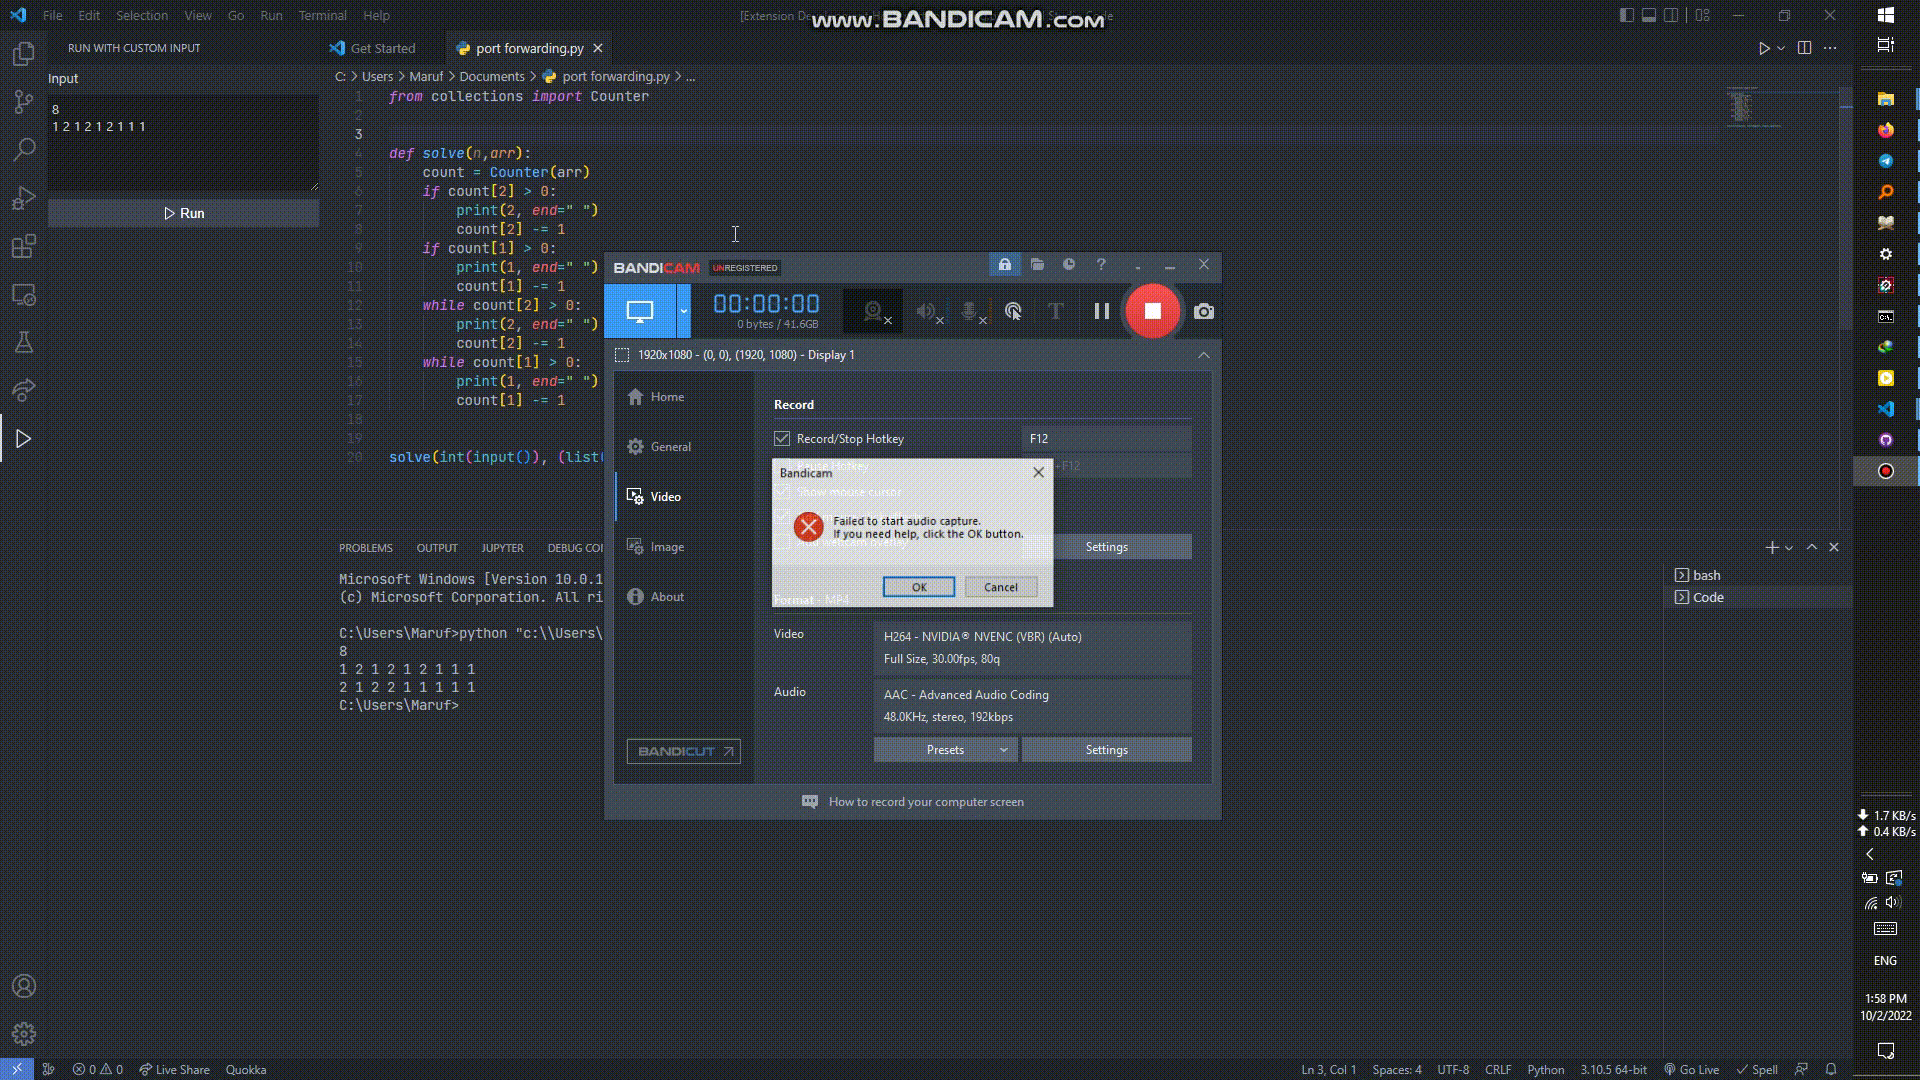 File Edit Selection View Go Run Terminal Help
[Extension De
www.BANDICAM.com
RUN WITH CUSTOM INPUT
Get Started
port forwarding.py
Input
8
1 2 1 2 1 2 1 1 1
Run
C: > Users > Maruf > Documents > port forwarding.py > ...
1 from collections import Counter
2
3
4 def solve(n,arr):
5 count = Counter(arr)
6 if count[2] > 0:
7 print(2, end=" ")
8 count[2] -= 1
9 if count[1] > 0:
10 print(1, end=" ")
11 count[1] -= 1
12 while count[2] > 0:
13 print(2, end=" ")
14 count[2] -= 1
15 while count[1] > 0:
16 print(1, end=" ")
17 count[1] -= 1
18
19
20 solve(int(input()), (list(
BANDICAM UNREGISTERED
00:00:00
0 bytes / 41.6GB
1920x1080 - (0, 0), (1920, 1080) - Display 1
Home
General
Video
Image
About
BANDICUT
Record
Record/Stop Hotkey
F12
Hotkey
+F12
Show mouse cursor
Settings
Bandicam
Failed to start audio capture.
If you need help, click the OK button.
OK
Cancel
Format - MP4
Video
H264 - NVIDIA® NVENC (VBR) (Auto)
Full Size, 30.00fps, 80q
Audio
AAC - Advanced Audio Coding
48.0KHz, stereo, 192kbps
Presets
Settings
How to record your computer screen
PROBLEMS OUTPUT JUPYTER DEBUG CON
Microsoft Windows [Version 10.0.1
(c) Microsoft Corporation. All ri
C:\Users\Maruf>python "c:\\Users\
8
1 2 1 2 1 2 1 1 1
2 1 2 2 1 1 1 1 1
C:\Users\Maruf>
bash
Code
1.7 KB/s
0.4 KB/s
ENG
1:58 PM
10/2/2022
0 0 Live Share Quokka
Ln 3, Col 1 Spaces: 4 UTF-8 CRLF Python 3.10.5 64-bit Go Live Spell